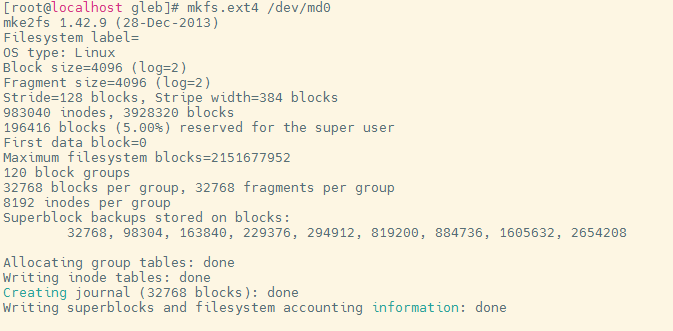 [root@localhost gleb]# mkfs.ext4 /dev/md0
mke2fs 1.42.9 (28-Dec-2013)
Filesystem label=
OS type: Linux
Block size=4096 (log=2)
Fragment size=4096 (log=2)
Stride=128 blocks, Stripe width=384 blocks
983040 inodes, 3928320 blocks
196416 blocks (5.00%) reserved for the super user
First data block=0
Maximum filesystem blocks=2151677952
120 block groups
32768 blocks per group, 32768 fragments per group
8192 inodes per group
Superblock backups stored on blocks:
        32768, 98304, 163840, 229376, 294912, 819200, 884736, 1605632, 2654208

Allocating group tables: done
Writing inode tables: done
Creating journal (32768 blocks): done
Writing superblocks and filesystem accounting information: done